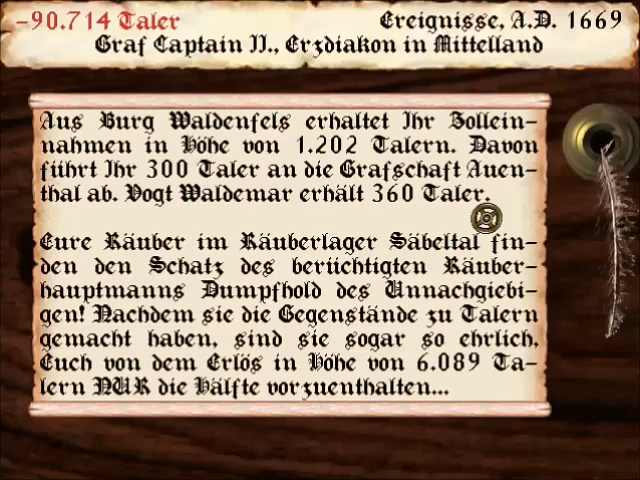 -90.714 Taler
Ereignisse, A.D. 1669
Graf Captain II., Erzdiakon in Mittelland
Aus Burg Waldenfels erhaltet Ihr Zollein-
nahmen in Höhe von 1.202 Talern. Davon
führt Ihr 300 Taler an die Grafschaft Auen-
thal ab. Vogt Waldemar erhält 360 Taler.
Eure Räuber im Räuberlager Säbeltal fin-
den den Schatz des berüchtigten Räuber-
hauptmanns Dumpfhold des Unnachgiebi-
gen! Nachdem sie die Gegenstände zu Talern
gemacht haben, sind sie sogar so ehrlich,
Euch von dem Erlös in Höhe von 6.089 Ta-
lern NUR die Hälfte vorzuenthalten...